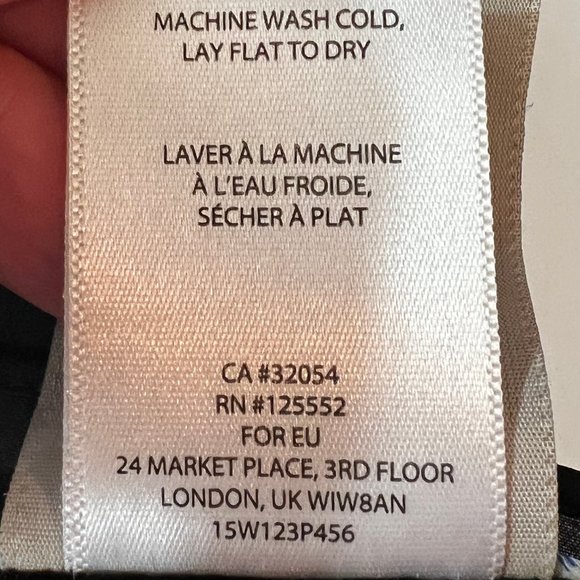 MACHINE WASH COLD,
LAY FLAT TO DRY
LAVER À LA MACHINE
À L'EAU FROIDE,
SÉCHER À PLAT
CA #32054
RN #125552
FOR EU
24 MARKET PLACE, 3RD FLOOR
LONDON, UK WIW8AN
15W123P456